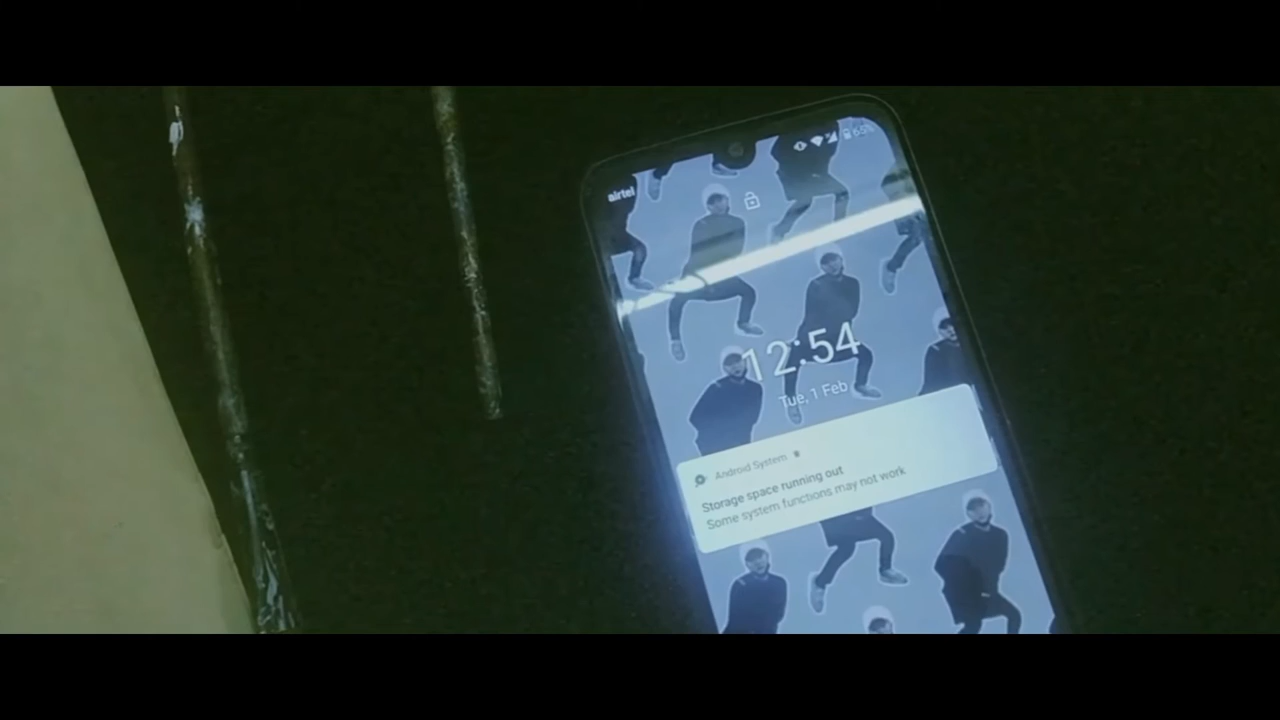 65%
airtel
12:54
Tue, 1 Feb
Android System
Storage space running out
Some system functions may not work